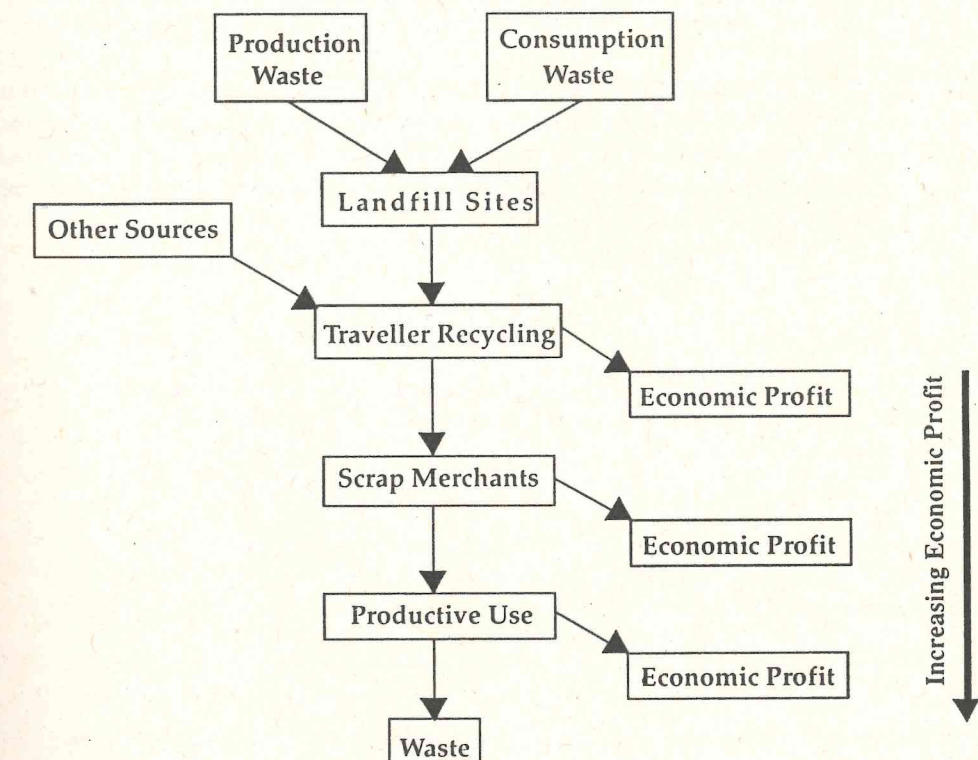 Production
Waste
Consumption
Waste
Landfill Sites
Other Sources
Traveller Recycling
Economic Profit
Scrap Merchants
Economic Profit
Productive Use
Economic Profit
Waste
Increasing Economic Profit